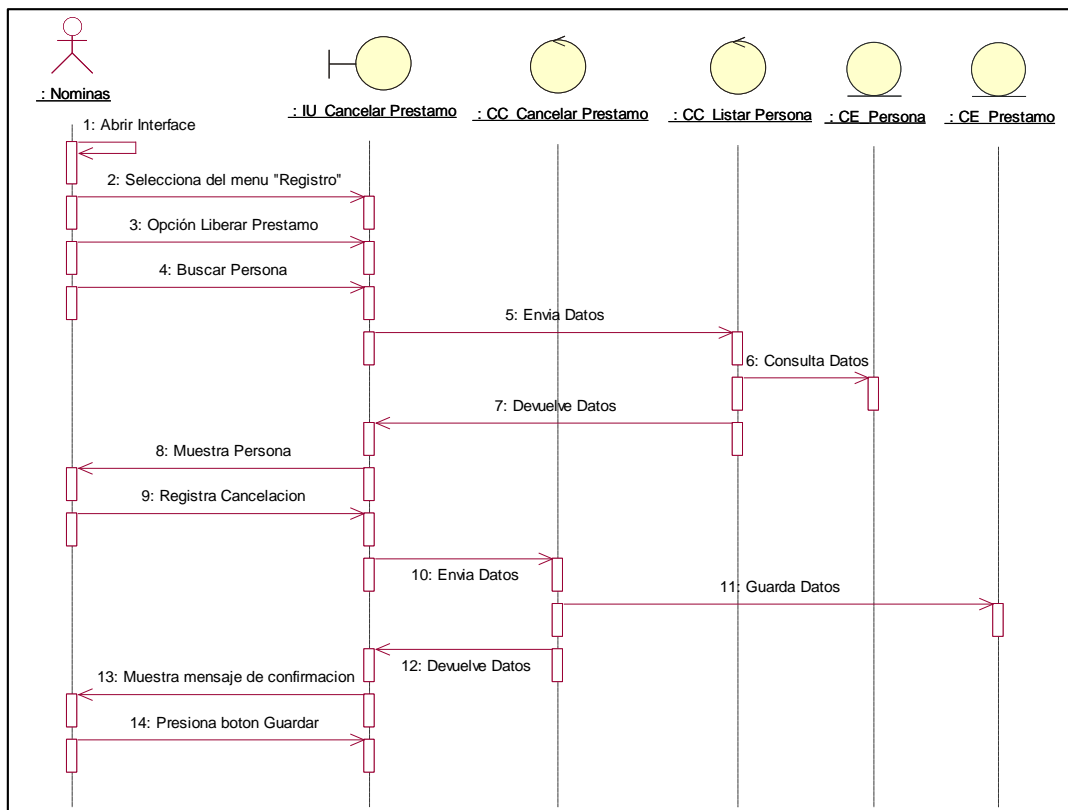 : Nominas
: IU_Cancelar Prestamo
: CC_Cancelar Prestamo
: CC_Listar Persona
: CE_Persona
: CE_Prestamo
1: Abrir Interface
2: Selecciona del menu "Registro"
3: Opción Liberar Prestamo
4: Buscar Persona
5: Envia Datos
6: Consulta Datos
7: Devuelve Datos
8: Muestra Persona
9: Registra Cancelacion
10: Envia Datos
11: Guarda Datos
12: Devuelve Datos
13: Muestra mensaje de confirmacion
14: Presiona boton Guardar